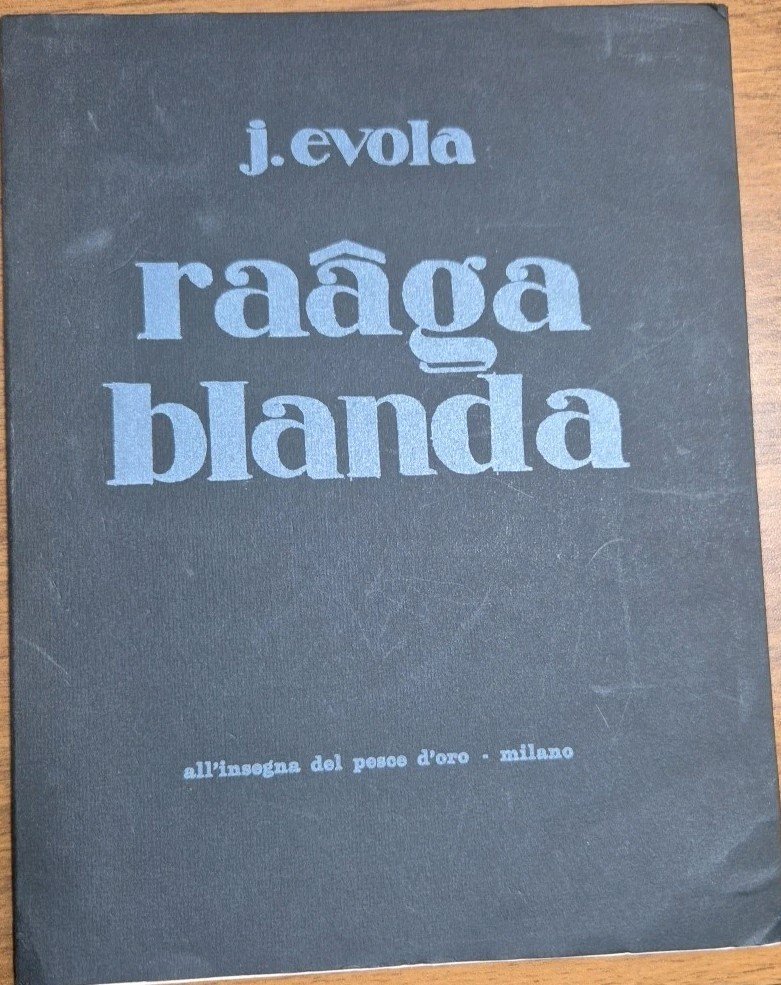 j. evola
raâga
blanda
all'insegna del pesce d'oro - milano